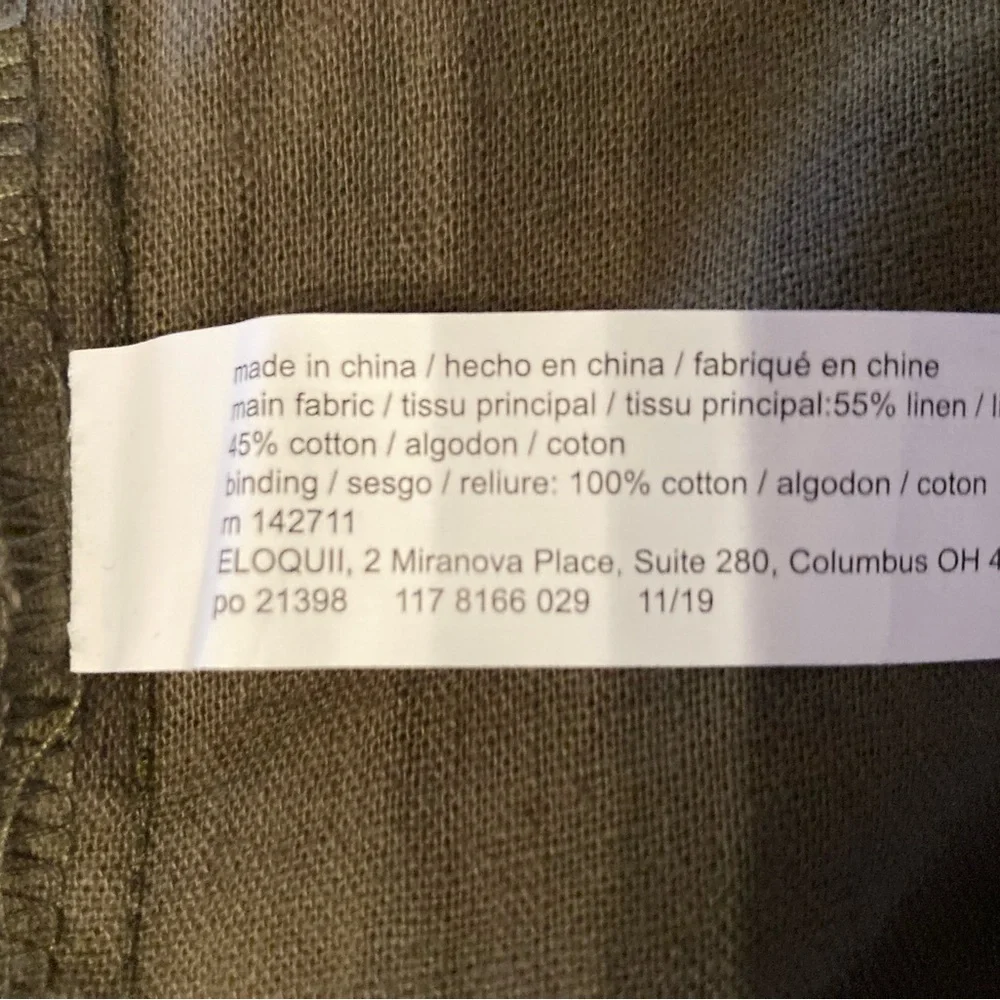 made in china / hecho en china / fabriqué en chine
main fabric / tissu principal / tissu principal:55% linen / li
45% cotton / algodon / coton
binding / sesgo / reliure: 100% cotton / algodon / coton
m 142711
ELOQUII, 2 Miranova Place, Suite 280, Columbus OH 4
po 21398 117 8166 029 11/19